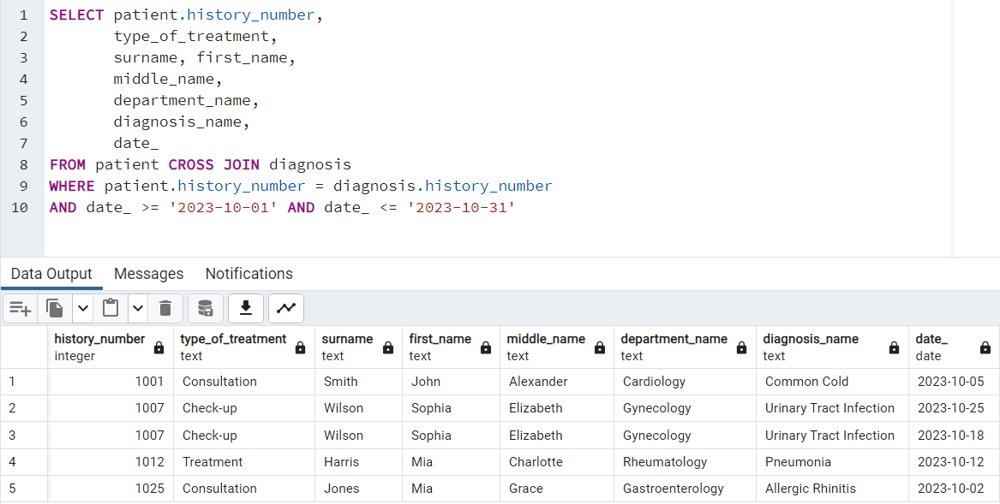 1 SELECT patient.history_number,
2 type_of_treatment,
3 surname, first_name,
4 middle_name,
5 department_name,
6 diagnosis_name,
7 date_
8 FROM patient CROSS JOIN diagnosis
9 WHERE patient.history_number = diagnosis.history_number
10 AND date_ >= '2023-10-01' AND date_ <= '2023-10-31'
Data Output Messages Notifications
history_number type_of_treatment surname first_name middle_name department_name diagnosis_name date_
integer text text text text text text date
1 1001 Consultation Smith John Alexander Cardiology Common Cold 2023-10-05
2 1007 Check-up Wilson Sophia Elizabeth Gynecology Urinary Tract Infection 2023-10-25
3 1007 Check-up Wilson Sophia Elizabeth Gynecology Urinary Tract Infection 2023-10-18
4 1012 Treatment Harris Mia Charlotte Rheumatology Pneumonia 2023-10-12
5 1025 Consultation Jones Mia Grace Gastroenterology Allergic Rhinitis 2023-10-02